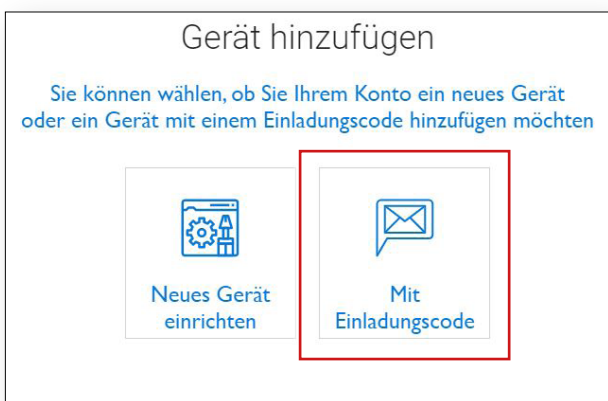 Gerät hinzufügen
Sie können wählen, ob Sie Ihrem Konto ein neues Gerät
oder ein Gerät mit einem Einladungscode hinzufügen möchten
Neues Gerät
einrichten
Mit
Einladungscode